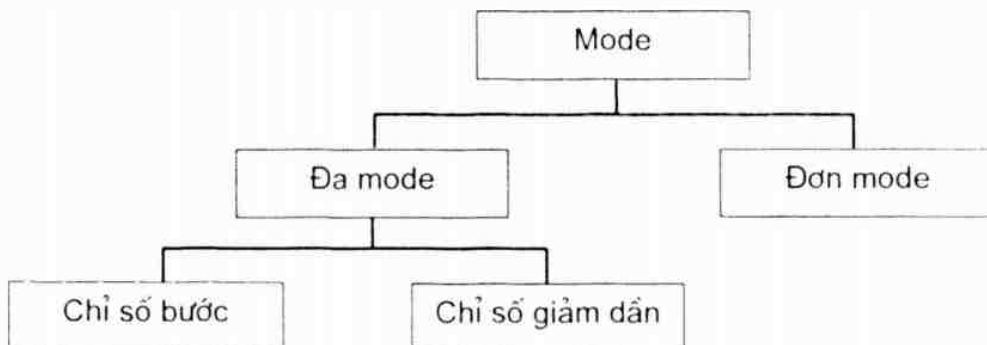 Mode
Đa mode
Đơn mode
Chỉ số bước
Chỉ số giảm dần